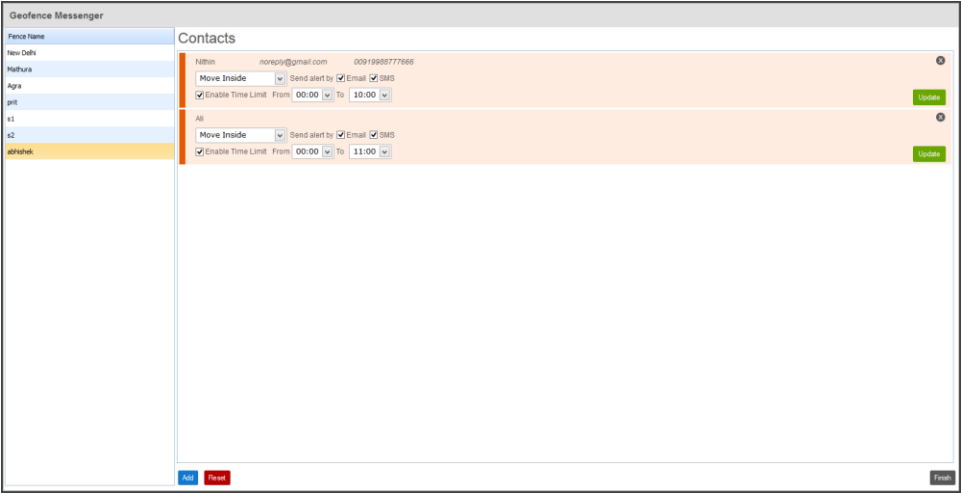 Geofence Messenger
Fence Name
New Delhi
Mathura
Agra
prit
s1
s2
abhishek
Contacts
Nithin noreply@gmail.com 00919988777666
Move Inside Send alert by Email SMS
Enable Time Limit From 00:00 To 10:00
Update
Ali
Move Inside Send alert by Email SMS
Enable Time Limit From 00:00 To 11:00
Update
Add Reset Finish